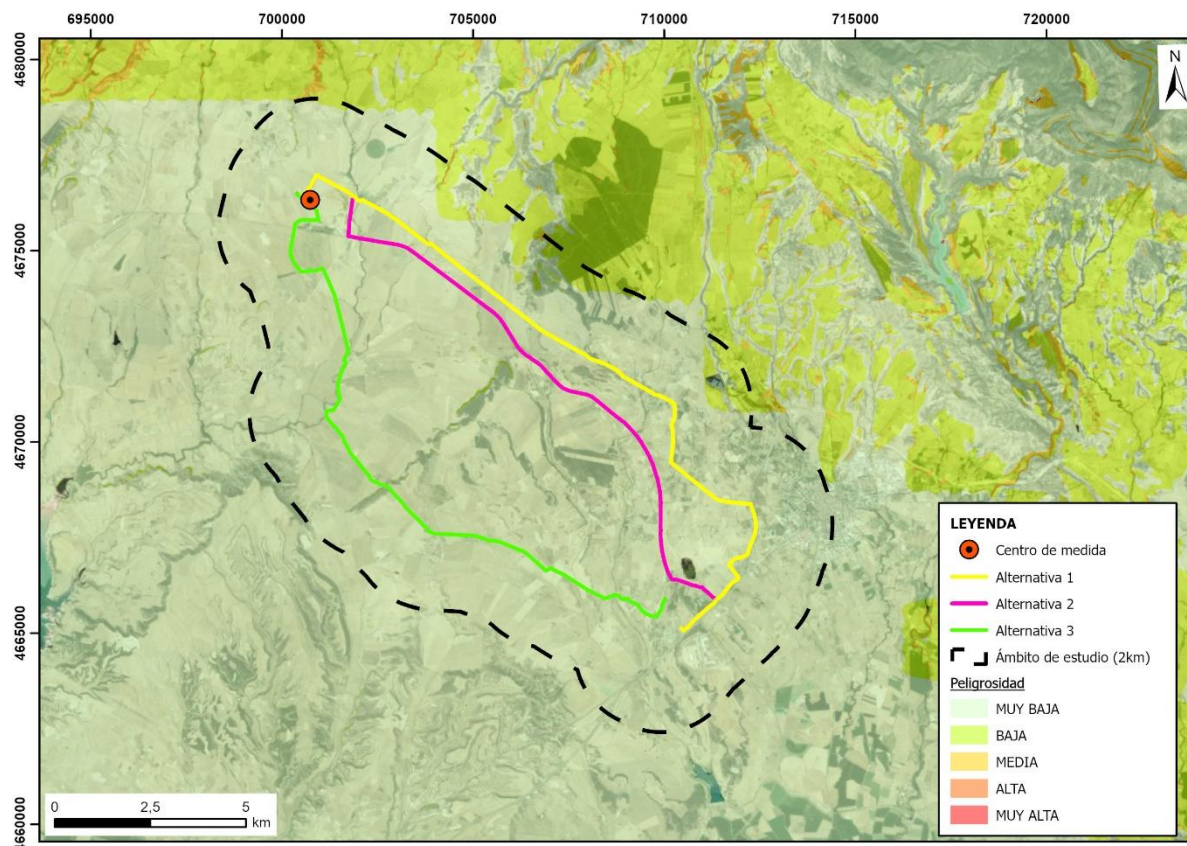 695000 700000 705000 710000 715000 720000
4680000
4675000
4670000
4665000
4660000
N
LEYENDA
Centro de medida
Alternativa 1
Alternativa 2
Alternativa 3
Ámbito de estudio (2km)
Peligrosidad
MUY BAJA
BAJA
MEDIA
ALTA
MUY ALTA
0 2,5 5
km